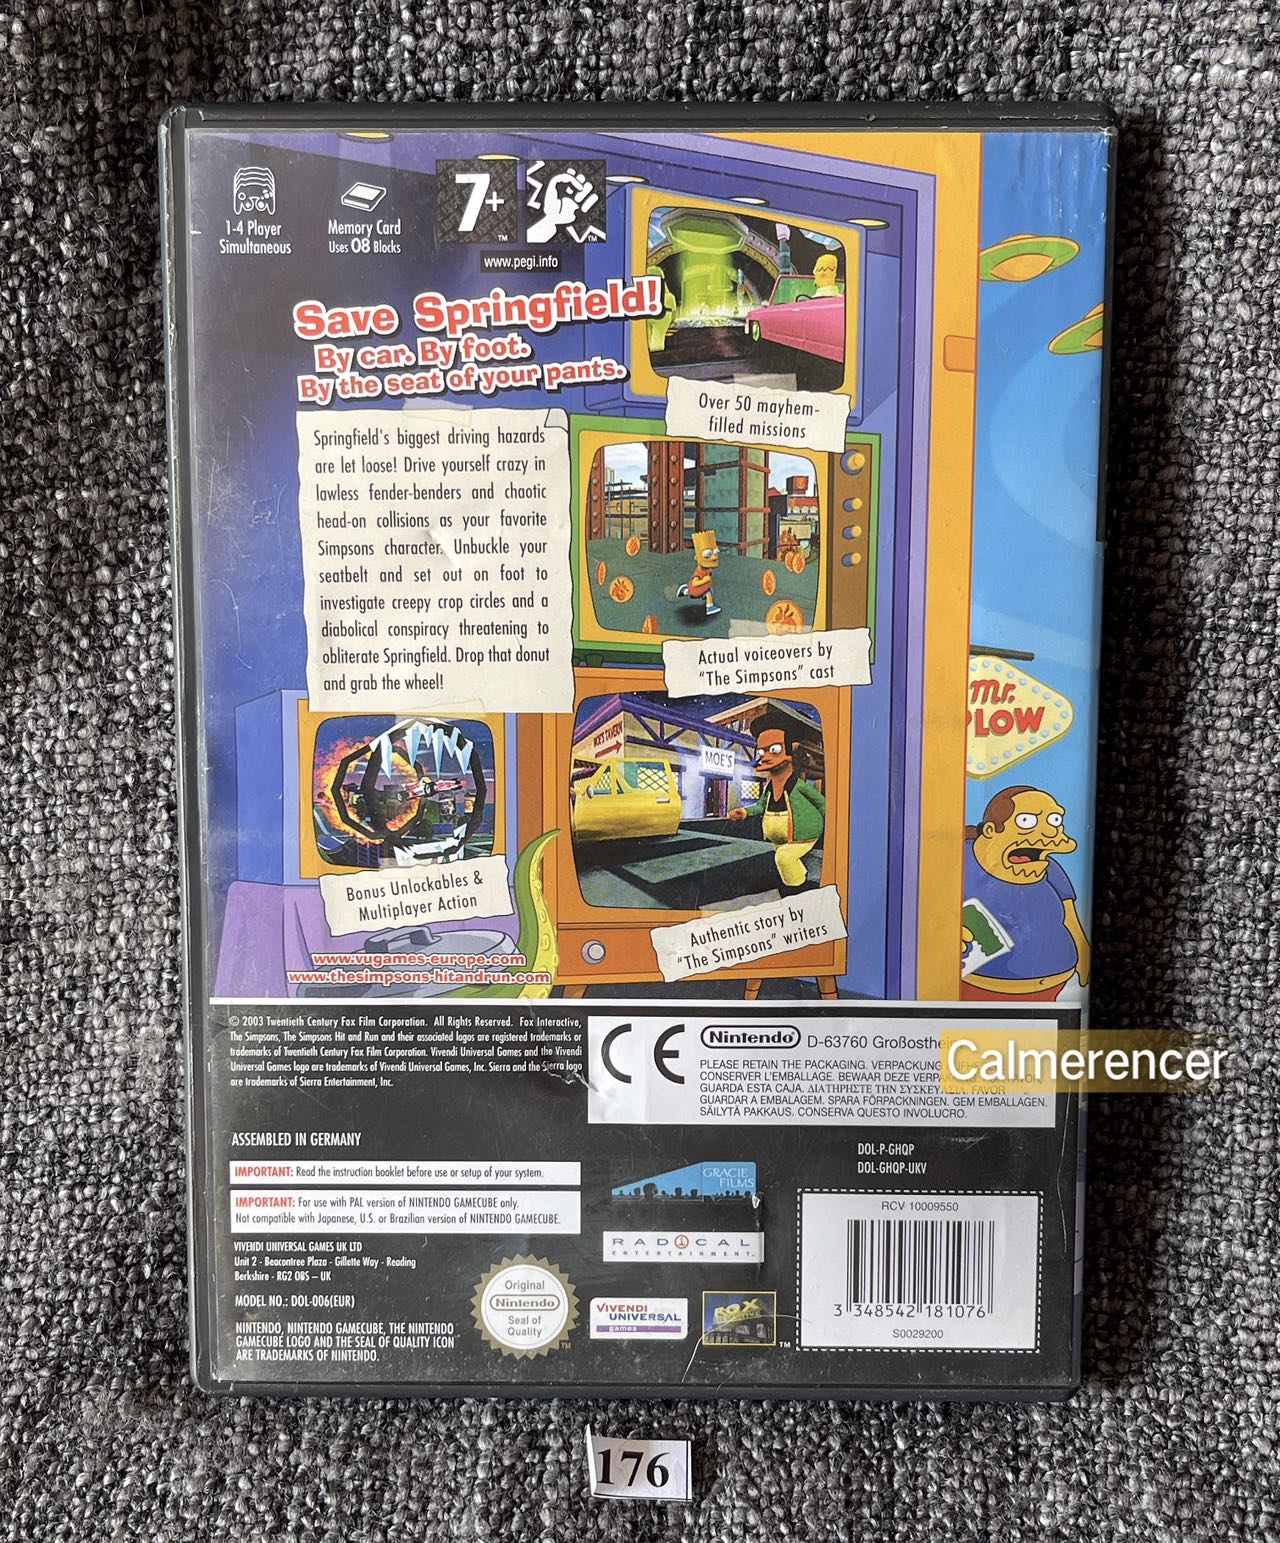 1-4 Player
Simultaneous
Memory Card
Uses 08 Blocks
7+
TM
TM
www.pegi.info
Save Springfield!
By car. By foot.
By the seat of your pants.
Springfield's biggest driving hazards
are let loose! Drive yourself crazy in
lawless fender-benders and chaotic
head-on collisions as your favorite
Simpsons character. Unbuckle your
seatbelt and set out on foot to
investigate creepy crop circles and a
diabolical conspiracy threatening to
obliterate Springfield. Drop that donut
and grab the wheel!
Over 50 mayhem-
filled missions
Actual voiceovers by
"The Simpsons" cast
MOE'S TAVERN
MOE'S
Mr.
PLOW
Bonus Unlockables &
Multiplayer Action
Authentic story by
"The Simpsons" writers
www.vugames-europe.com
www.thesimpsons-hitandrun.com
© 2003 Twentieth Century Fox Film Corporation. All Rights Reserved. Fox Interactive,
The Simpsons, The Simpsons Hit and Run and their associated logos are registered trademarks or
trademarks of Twentieth Century Fox Film Corporation. Vivendi Universal Games and the Vivendi
Universal Games logo are trademarks of Vivendi Universal Games, Inc. Sierra and the Sierra logo
are trademarks of Sierra Entertainment, Inc.
CE
Nintendo® D-63760 Großosthei
PLEASE RETAIN THE PACKAGING. VERPACKUNG
CONSERVER L'EMBALLAGE. BEWAAR DEZE VERPAKKING
GUARDA ESTA CAJA. ΔΙΑΤΗΡΗΣΤΕ ΤΗΝ ΣΥΣΚΕΥΑΣΙΑ. FAVOR
GUARDAR A EMBALAGEM. SPARA FÖRPACKNINGEN. GEM EMBALLAGEN.
SÄILYTÄ PAKKAUS. CONSERVA QUESTO INVOLUCRO.
Calmerencer
ASSEMBLED IN GERMANY
IMPORTANT: Read the instruction booklet before use or setup of your system.
IMPORTANT: For use with PAL version of NINTENDO GAMECUBE only.
Not compatible with Japanese, U.S. or Brazilian version of NINTENDO GAMECUBE.
VIVENDI UNIVERSAL GAMES UK LTD
Unit 2 - Beacontree Plaza - Gillette Way - Reading
Berkshire - RG2 0BS – UK
MODEL NO.: DOL-006(EUR)
NINTENDO, NINTENDO GAMECUBE, THE NINTENDO
GAMECUBE LOGO AND THE SEAL OF QUALITY ICON
ARE TRADEMARKS OF NINTENDO.
Original
Nintendo®
Seal of
Quality
TM
GRACIE
FILMS
RADICAL
ENTERTAINMENT
VIVENDI
UNIVERSAL
games
FOX
TM
DOL-P-GHQP
DOL-GHQP-UKV
RCV 10009550
3 348542 181076
S0029200
176